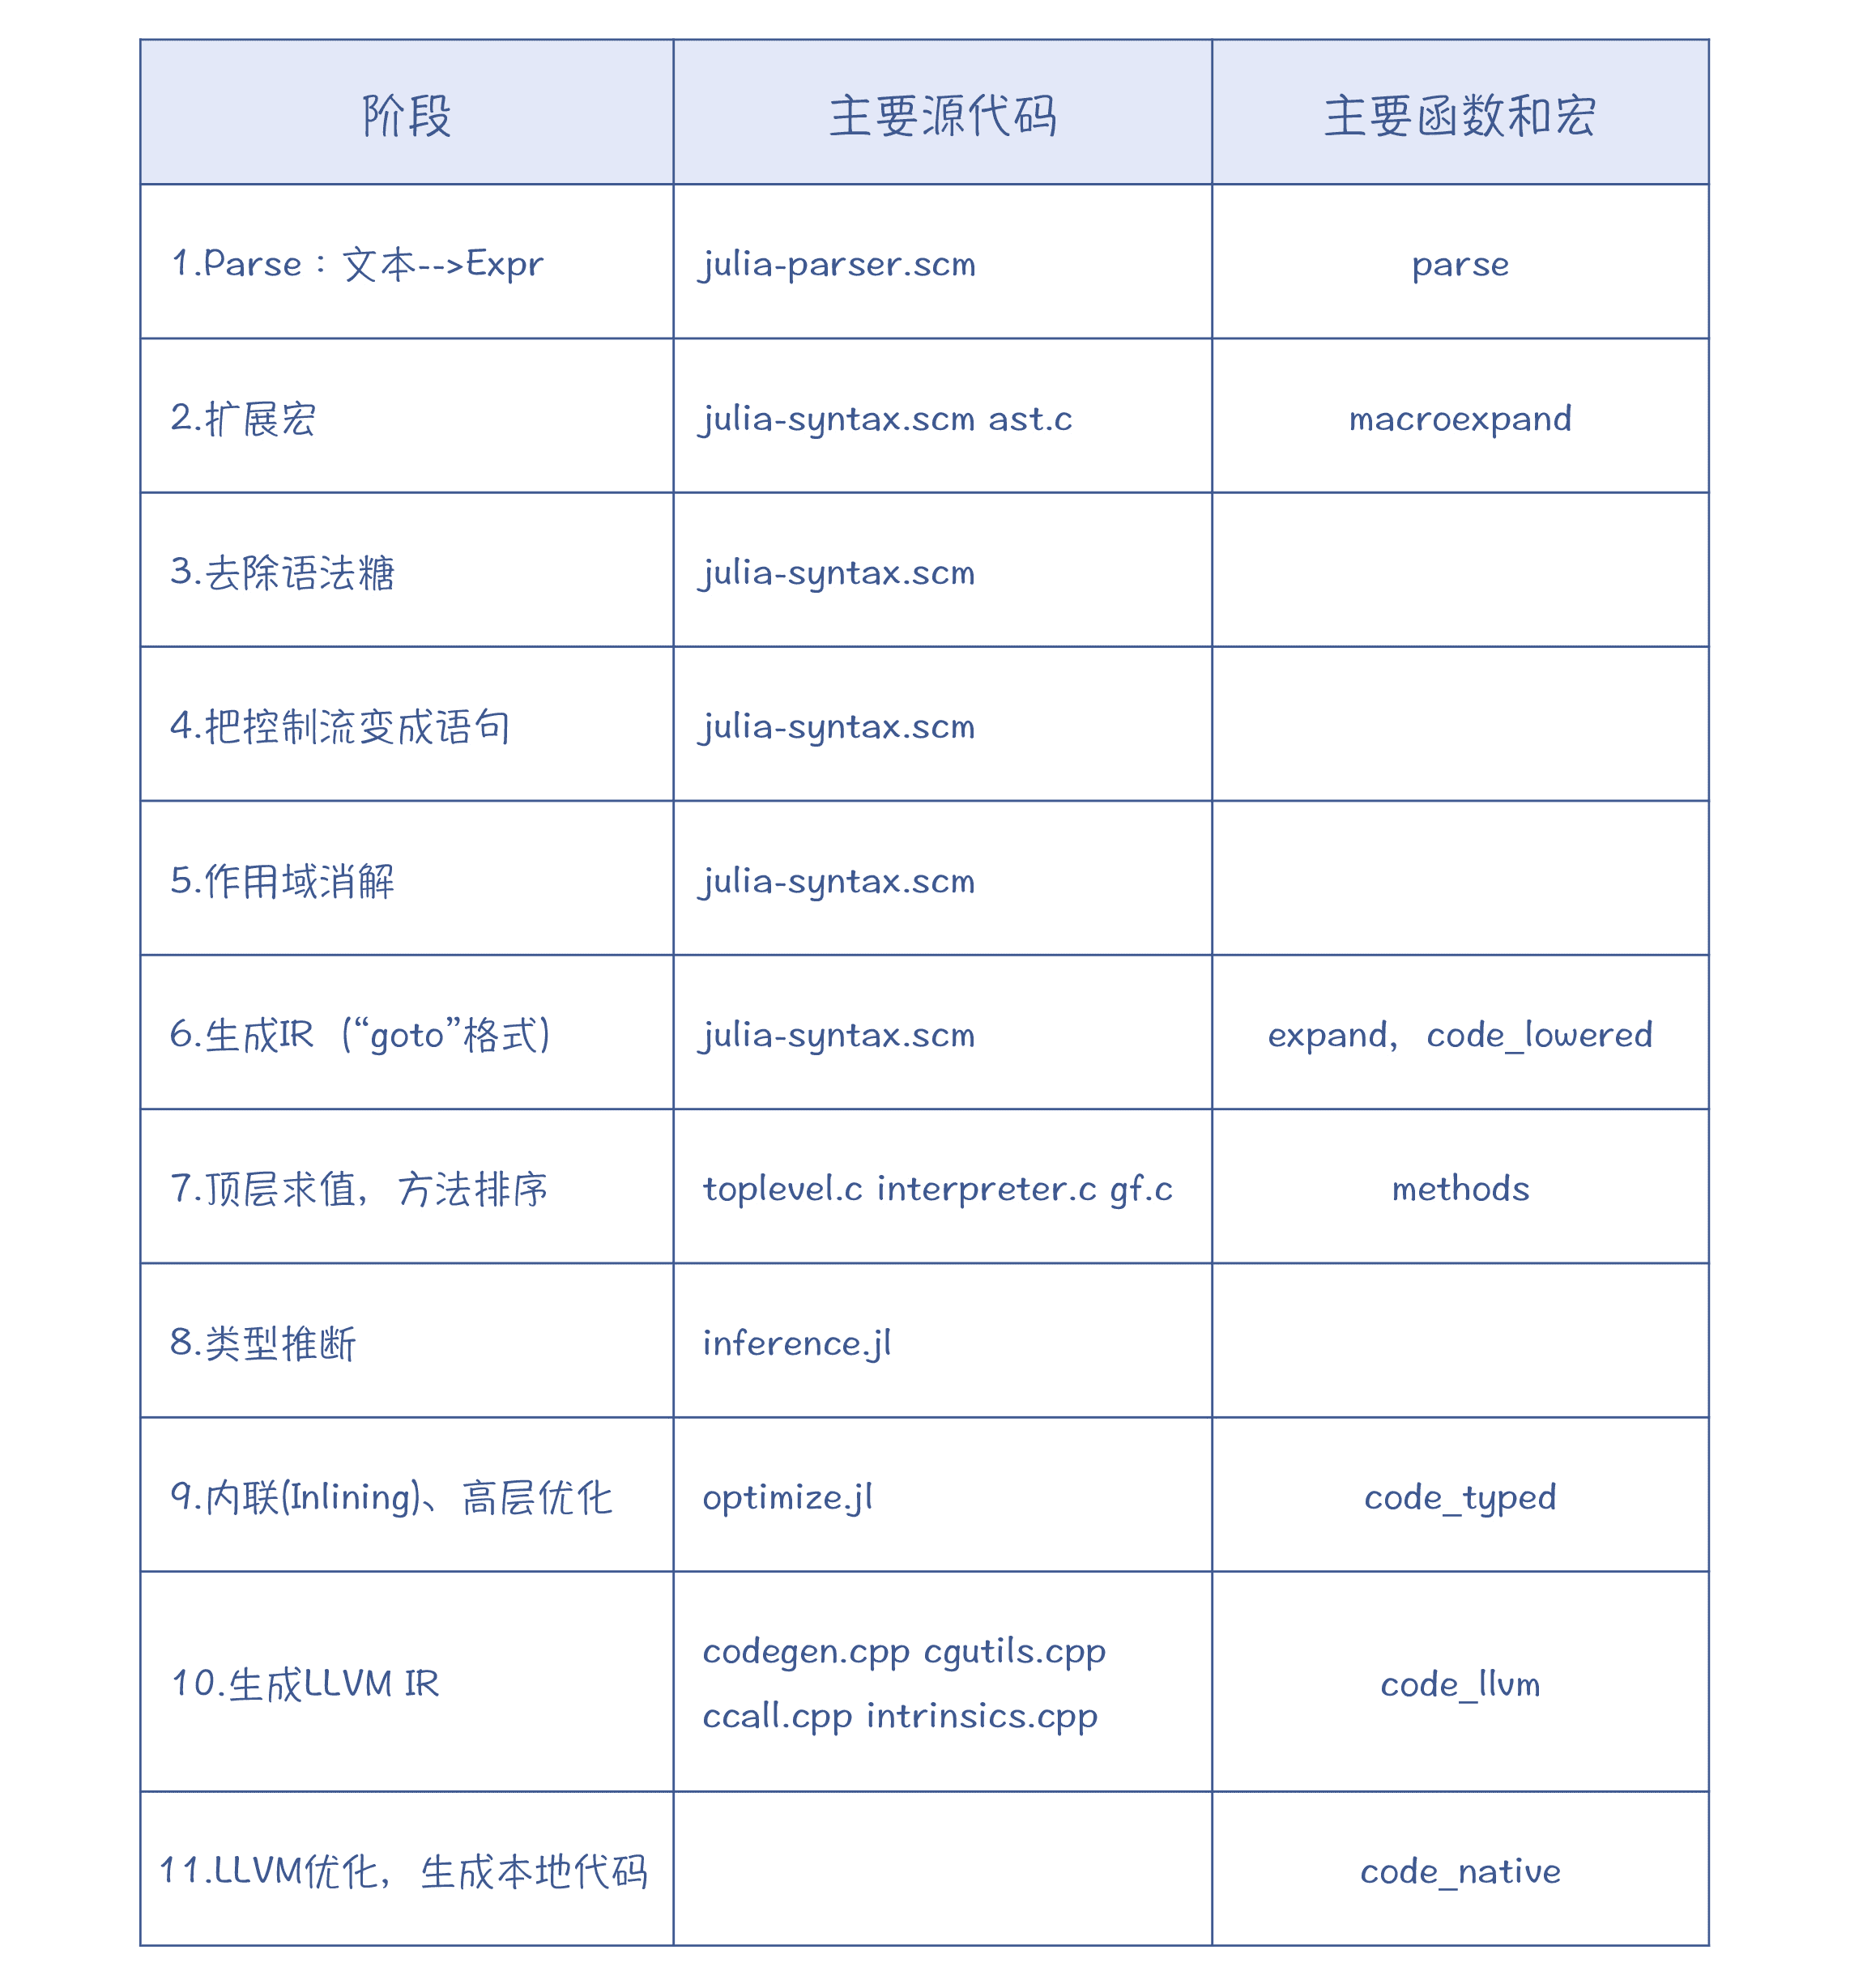 阶段 主要源代码 主要函数和宏
1.Parse：文本-->Expr julia-parser.scm parse
2.扩展宏 julia-syntax.scm ast.c macroexpand
3.去除语法糖 julia-syntax.scm
4.把控制流变成语句 julia-syntax.scm
5.作用域消解 julia-syntax.scm
6.生成IR（“goto”格式） julia-syntax.scm expand，code_lowered
7.顶层求值，方法排序 toplevel.c interpreter.c gf.c methods
8.类型推断 inference.jl
9.内联(Inlining)、高层优化 optimize.jl code_typed
10.生成LLVM IR codegen.cpp cgutils.cpp
ccall.cpp intrinsics.cpp code_llvm
11.LLVM优化，生成本地代码 code_native